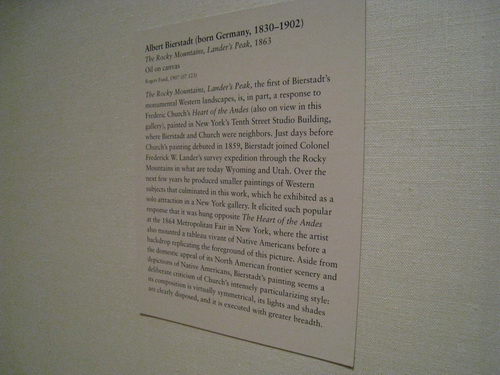 Albert Bierstadt (born Germany, 1830–1902)
The Rocky Mountains, Lander's Peak, 1863
Oil on canvas
Rogers Fund, 1907 (07.123)
The Rocky Mountains, Lander's Peak, the first of Bierstadt's
monumental Western landscapes, is, in part, a response to
Frederic Church's Heart of the Andes (also on view in this
gallery), painted in New York's Tenth Street Studio Building,
where Bierstadt and Church were neighbors. Just days before
Church's painting debuted in 1859, Bierstadt joined Colonel
Frederick W. Lander's survey expedition through the Rocky
Mountains in what are today Wyoming and Utah. Over the
next few years he produced smaller paintings of Western
subjects that culminated in this work, which he exhibited as a
solo attraction in a New York gallery. It elicited such popular
response that it was hung opposite The Heart of the Andes
at the 1864 Metropolitan Fair in New York, where the artist
also mounted a tableau vivant of Native Americans before a
backdrop replicating the foreground of this picture. Aside from
the domestic appeal of its North American frontier scenery and
depictions of Native Americans, Bierstadt's painting seems a
deliberate criticism of Church's intensely particularizing style:
its composition is virtually symmetrical, its lights and shades
are clearly disposed, and it is executed with greater breadth.